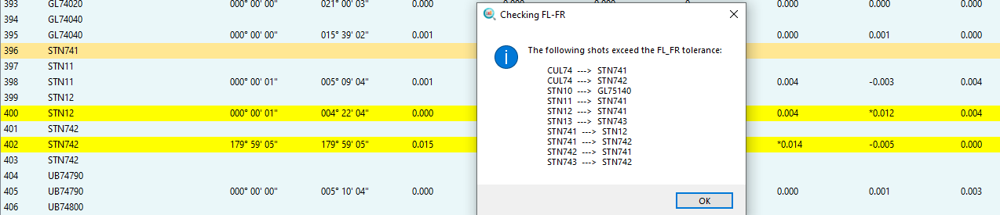 393 GL74020 000° 00' 00" 021° 00' 03" 0.000 0.000 0.000 0 0.000 0.000 0.000
Checking FL-FR
394 GL74040
395 GL74040 000° 00' 00" 015° 39' 02" 0.001 0.000 0.001 0.000
396 STN741
The following shots exceed the FL_FR tolerance:
397 STN11
CUL74 ---> STN741
398 STN11 000° 00' 01" 005° 09' 04" 0.001 0.004 -0.003 0.004
CUL74 ---> STN742
STN10 ---> GL75140
399 STN12
STN11 ---> STN741
400 STN12 000° 00' 01" 004° 22' 04" 0.000 0.004 *0.012 0.004
STN12 ---> STN741
STN13 ---> STN743
401 STN742
STN741 ---> STN12
402 STN742 179° 59' 05" 179° 59' 05" 0.015 *0.014 -0.005 0.000
STN741 ---> STN742
STN742 ---> STN741
403 STN742
STN743 ---> STN742
404 UB74790
405 UB74790 000° 00' 00" 005° 10' 04" 0.000 0.000 0.001 0.003
OK
406 UB74800